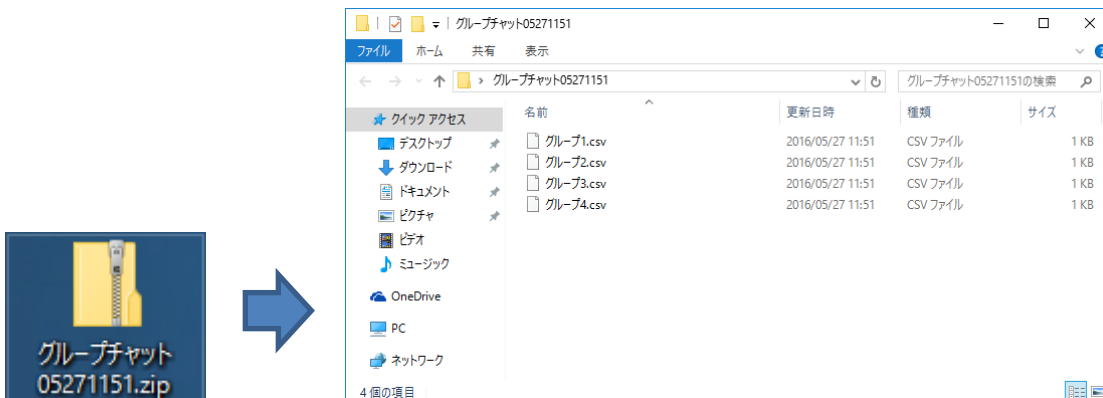 グループチャット05271151
ファイル ホーム 共有 表示
グループチャット05271151 グループチャット05271151の検索
名前 更新日時 種類 サイズ
クイック アクセス
デスクトップ
ダウンロード
ドキュメント
ピクチャ
ビデオ
ミュージック
OneDrive
PC
ネットワーク
グループ1.csv 2016/05/27 11:51 CSV ファイル 1 KB
グループ2.csv 2016/05/27 11:51 CSV ファイル 1 KB
グループ3.csv 2016/05/27 11:51 CSV ファイル 1 KB
グループ4.csv 2016/05/27 11:51 CSV ファイル 1 KB
4 個の項目
グループチャット
05271151.zip